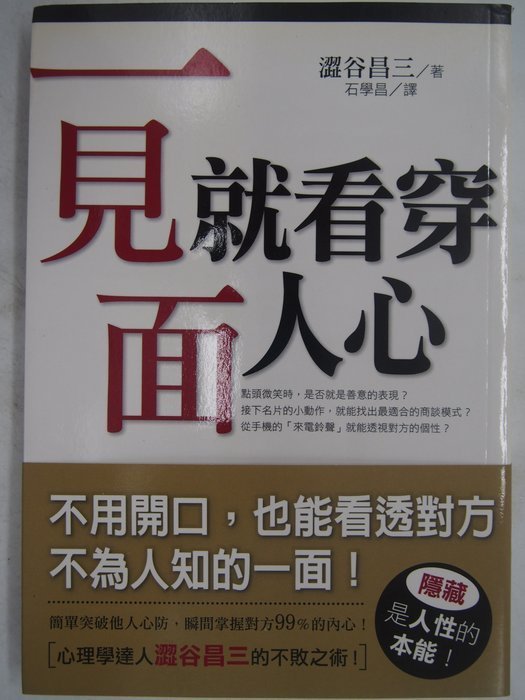 澀谷昌三／著
石學昌／譯
一見面
就看穿
人心
點頭微笑時，是否就是善意的表現？
接下名片的小動作，就能找出最適合的商談模式？
從手機的「來電鈴聲」就能透視對方的個性？
不用開口，也能看透對方
不為人知的一面！
簡單突破他人心防，瞬間掌握對方99%的內心！
[心理學達人澀谷昌三的不敗之術！]
隱藏
是人性的
本能！